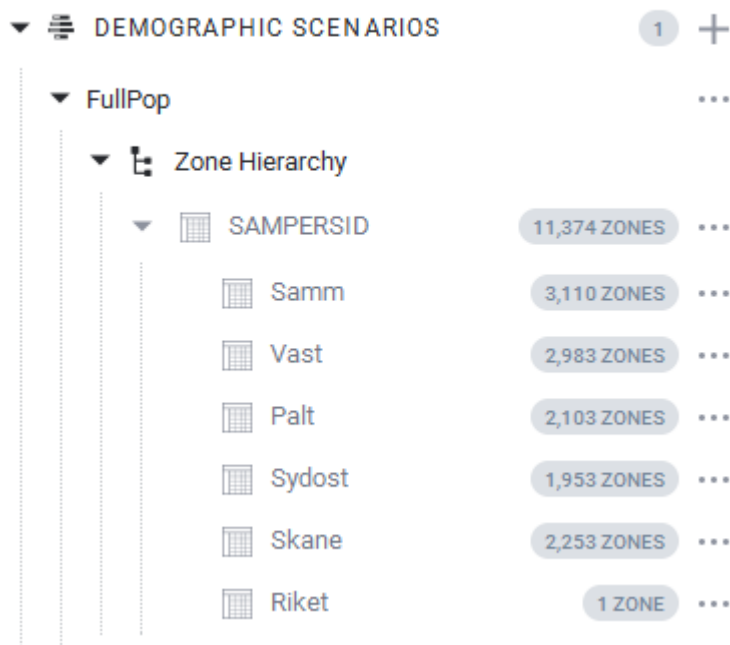 DEMOGRAPHIC SCENARIOS 1
FullPop
Zone Hierarchy
SAMPERSID 11,374 ZONES
Samm 3,110 ZONES
Vast 2,983 ZONES
Palt 2,103 ZONES
Sydost 1,953 ZONES
Skane 2,253 ZONES
Riket 1 ZONE